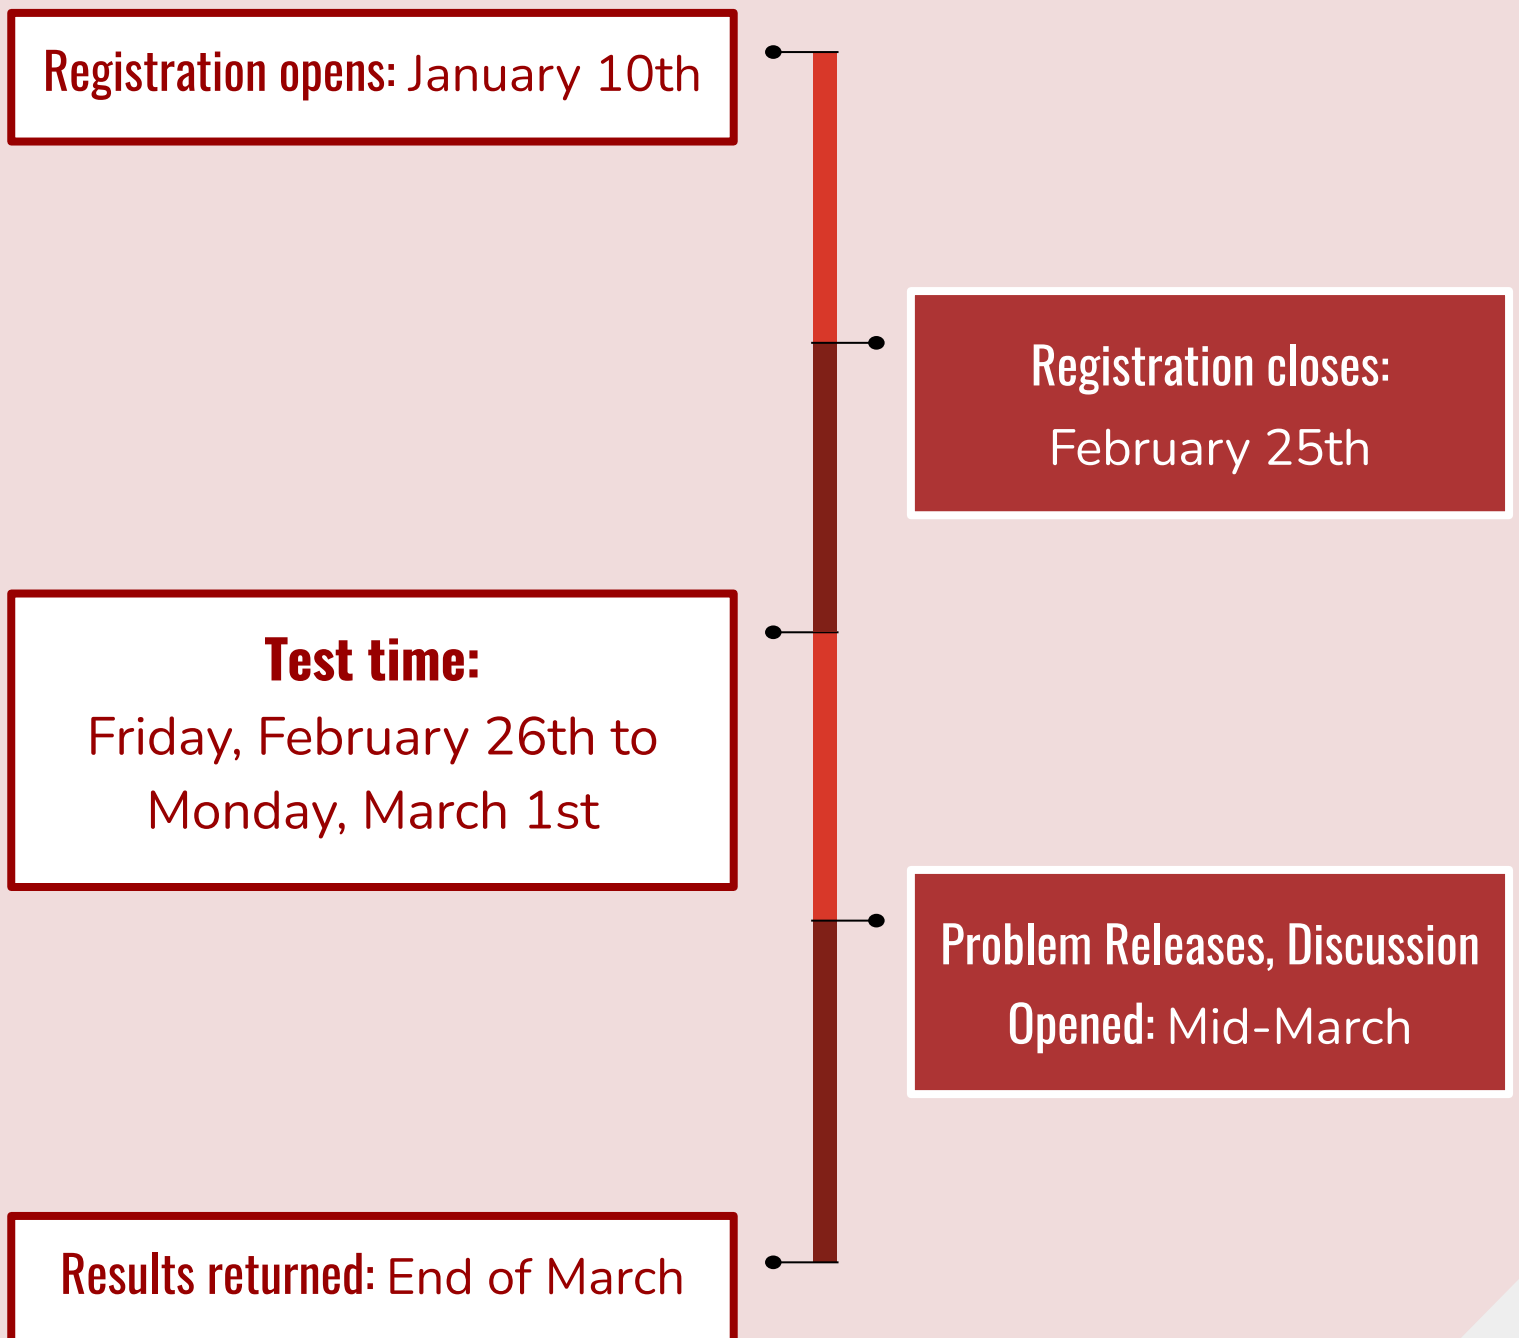 Registration opens: January 10th
Registration closes:
February 25th
Test time:
Friday, February 26th to
Monday, March 1st
Problem Releases, Discussion
Opened: Mid-March
Results returned: End of March